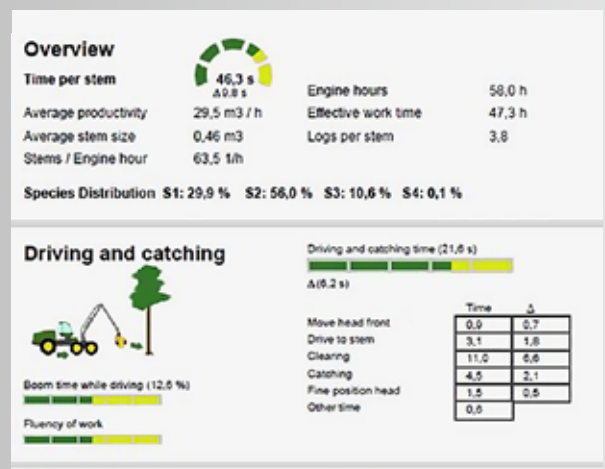 Overview
Time per stem
46,3 s
Δ9.8 s
Average productivity 29,5 m3 / h
Average stem size 0,46 m3
Stems / Engine hour 63,5 1/h
Engine hours 58,0 h
Effective work time 47,3 h
Logs per stem 3,8
Species Distribution S1: 29,9 % S2: 56,0 % S3: 10,6 % S4: 0,1 %
Driving and catching
Boom time while driving (12,6 %)
Fluency of work
Driving and catching time (21,6 s)
Δ(6.2 s)
Time Δ
Move head front 0,9 0,7
Drive to stem 3,1 1,8
Clearing 11,0 6,6
Catching 4,5 2,1
Fine position head 1,5 0,5
Other time 0,6